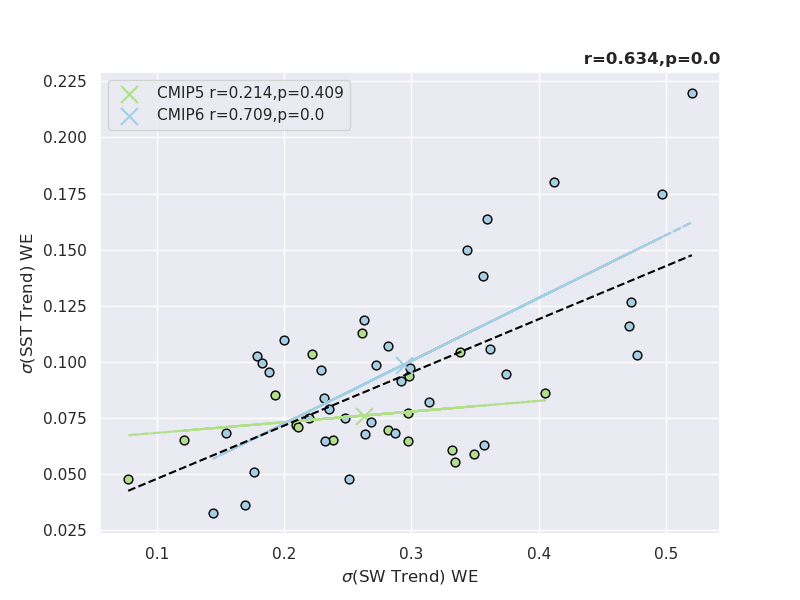 r=0.634,p=0.0
CMIP5 r=0.214,p=0.409
CMIP6 r=0.709,p=0.0
0.225
0.200
0.175
0.150
0.125
0.100
0.075
0.050
0.025
σ(SST Trend) WE
0.1 0.2 0.3 0.4 0.5
σ(SW Trend) WE